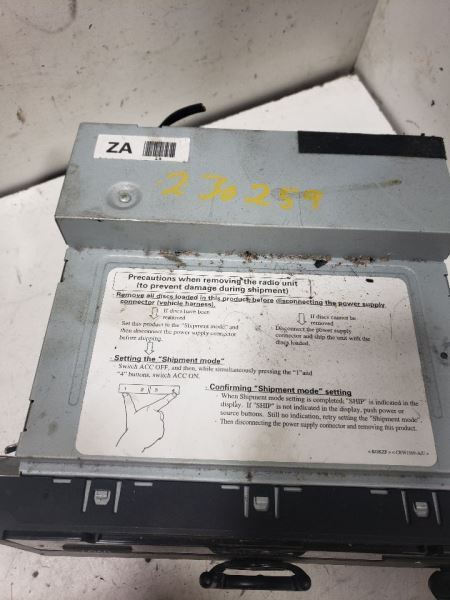 ZA
230259
Precautions when removing the radio unit
(to prevent damage during shipment)
Remove all discs loaded in this product before disconnecting the power supply
connector (vehicle harness).
If discs have been
removed
Set this product to the "Shipment mode" and
then disconnect the power supply connector
before shipping.
If discs cannot be
removed
Disconnect the power supply
connector and ship the unit with the
discs loaded.
Setting the "Shipment mode"
Switch ACC OFF, and then, while simultaneously pressing the "1" and
"4" buttons, switch ACC ON.
1 2 3 4
Confirming "Shipment mode" setting
- When Shipment mode setting is completed, "SHIP" is indicated in the
display. If "SHIP" is not indicated in the display, push power or
source buttons. Still no indication, retry setting the "Shipment mode".
- Then disconnecting the power supply connector and removing this product.